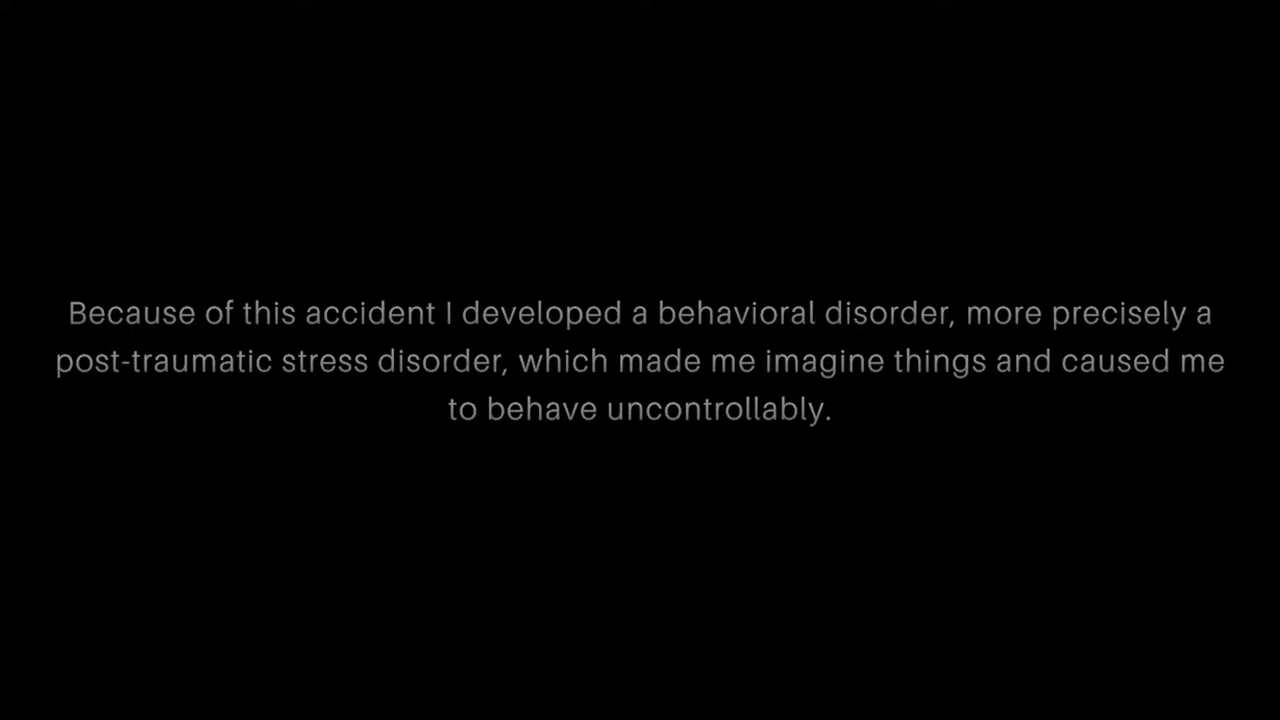 Because of this accident I developed a behavioral disorder, more precisely a
post-traumatic stress disorder, which made me imagine things and caused me
to behave uncontrollably.